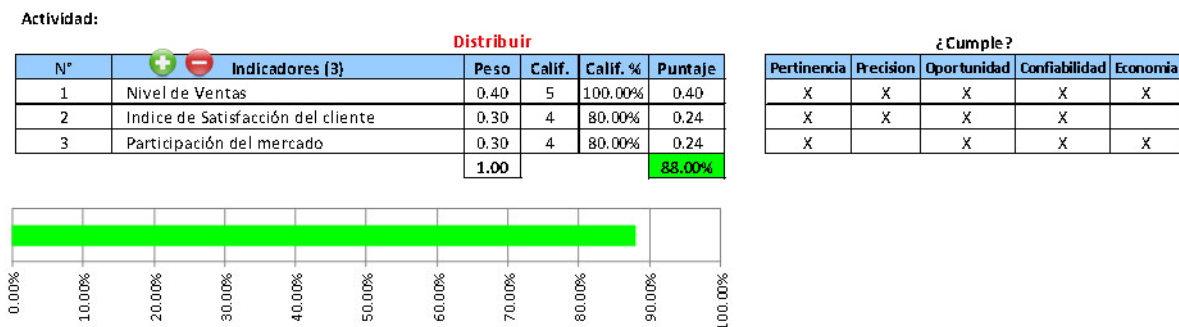 Actividad:
Distribuir
¿Cumple?
N° Indicadores (3) Peso Calif. Calif. % Puntaje Pertinencia Precision Oportunidad Confiabilidad Economia
1 Nivel de Ventas 0.40 5 100.00% 0.40 X X X X X
2 Indice de Satisfacción del cliente 0.30 4 80.00% 0.24 X X X X
3 Participación del mercado 0.30 4 80.00% 0.24 X X X X
1.00 88.00%
0.00% 10.00% 20.00% 30.00% 40.00% 50.00% 60.00% 70.00% 80.00% 90.00% 100.00%